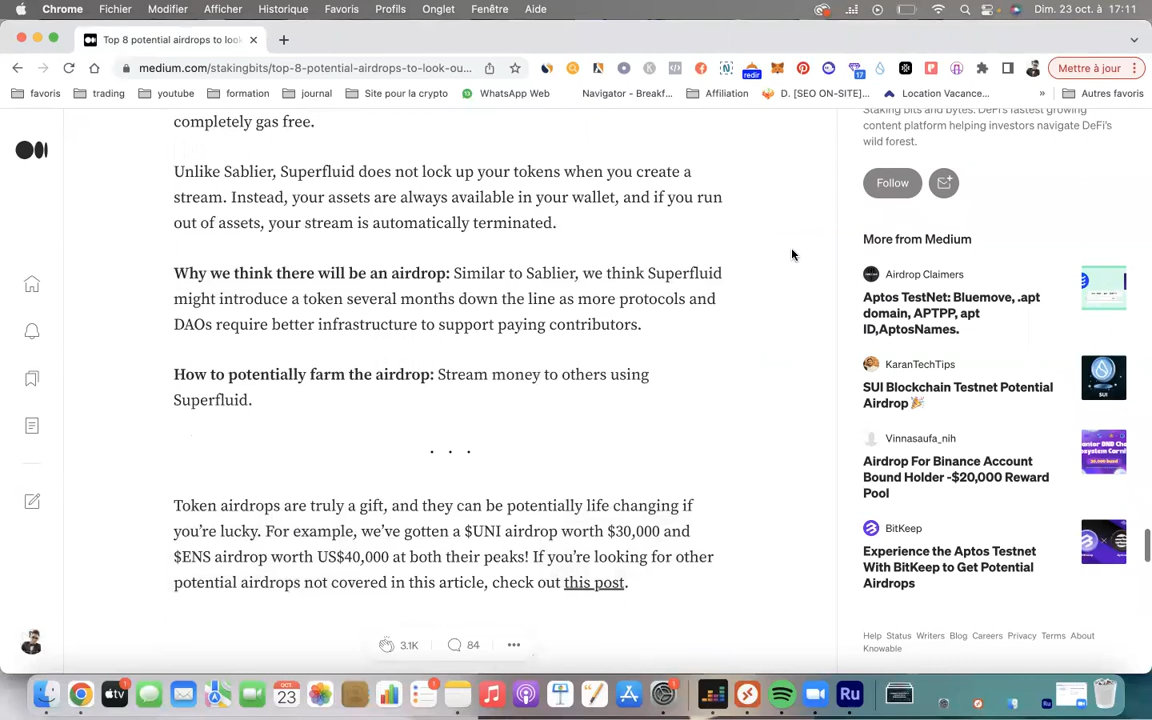 Chrome Fichier Modifier Afficher Historique Favoris Profils Onglet Fenêtre Aide Dim. 23 oct. à 17:11
Top 8 potential airdrops to look
medium.com/stakingbits/top-8-potential-airdrops-to-look-ou... redir 17 Mettre à jour
favoris trading youtube formation journal Site pour la crypto WhatsApp Web Navigator - Breakf... Affiliation D. [SEO ON-SITE]... Location Vacance... » Autres favoris
completely gas free.
Unlike Sablier, Superfluid does not lock up your tokens when you create a
stream. Instead, your assets are always available in your wallet, and if you run
out of assets, your stream is automatically terminated.
Why we think there will be an airdrop: Similar to Sablier, we think Superfluid
might introduce a token several months down the line as more protocols and
DAOs require better infrastructure to support paying contributors.
How to potentially farm the airdrop: Stream money to others using
Superfluid.
. . .
Token airdrops are truly a gift, and they can be potentially life changing if
you’re lucky. For example, we’ve gotten a $UNI airdrop worth $30,000 and
$ENS airdrop worth US$40,000 at both their peaks! If you’re looking for other
potential airdrops not covered in this article, check out this post.
3.1K 84
Staking bits and bytes. DeFi’s fastest growing
content platform helping investors navigate DeFi’s
wild forest.
Follow
More from Medium
Airdrop Claimers
Aptos TestNet: Bluemove, .apt
domain, APTPP, apt
ID,AptosNames.
KaranTechTips
SUI Blockchain Testnet Potential
Airdrop 🎉
SUI
Vinnasaufa_nih
Airdrop For Binance Account
Bound Holder -$20,000 Reward
Pool
BitKeep
Experience the Aptos Testnet
With BitKeep to Get Potential
Airdrops
Help Status Writers Blog Careers Privacy Terms About
Knowable
tv OCT 23 Ru